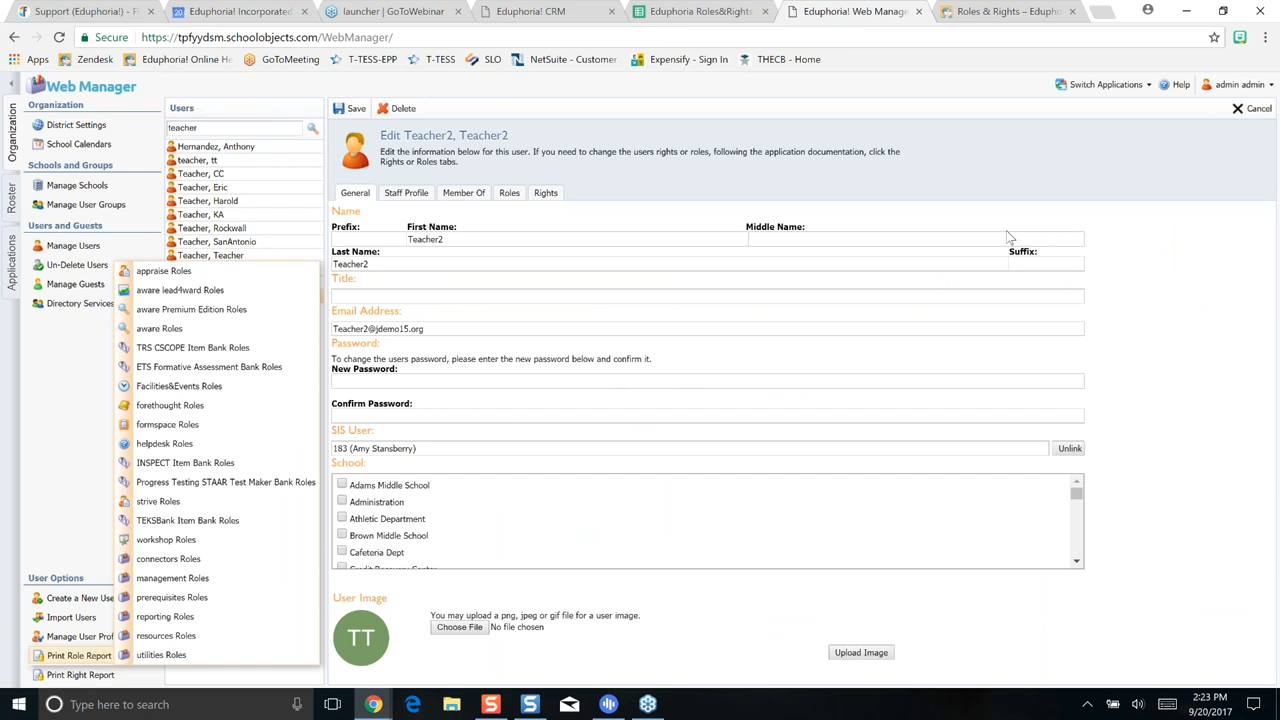 Support (Eduphoria!) - Fl
Eduphoria! Incorporated
launcher | GoToWebinar
Eduphoria! CRM
Eduphoria Roles&Rights
Eduphoria! Web Manage
Roles & Rights – Eduphо
Secure
https://tpfyydsm.schoolobjects.com/WebManager/
Apps
Zendesk
Eduphoria! Online He
GoToMeeting
T-TESS-EPP
T-TESS
SLO
NetSuite - Customer
Expensify - Sign In
THECB - Home
Web Manager
Switch Applications
Help
admin admin
Organization
Roster
Applications
Organization
District Settings
School Calendars
Schools and Groups
Manage Schools
Manage User Groups
Users and Guests
Manage Users
Un-Delete Users
Manage Guests
Directory Services
User Options
Create a New Use
Import Users
Manage User Prof
Print Role Report
Print Right Report
Users
teacher
Hernandez, Anthony
teacher, tt
Teacher, CC
Teacher, Eric
Teacher, Harold
Teacher, KA
Teacher, Rockwall
Teacher, SanAntonio
Teacher, Teacher
appraise Roles
aware lead4ward Roles
aware Premium Edition Roles
aware Roles
TRS CSCOPE Item Bank Roles
ETS Formative Assessment Bank Roles
Facilities&Events Roles
forethought Roles
formspace Roles
helpdesk Roles
INSPECT Item Bank Roles
Progress Testing STAAR Test Maker Bank Roles
strive Roles
TEKSBank Item Bank Roles
workshop Roles
connectors Roles
management Roles
prerequisites Roles
reporting Roles
resources Roles
utilities Roles
Save
Delete
Cancel
Edit Teacher2, Teacher2
Edit the information below for this user. If you need to change the users rights or roles, following the application documentation, click the
Rights or Roles tabs.
General
Staff Profile
Member Of
Roles
Rights
Name
Prefix:
First Name:
Middle Name:
Teacher2
Last Name:
Suffix:
Teacher2
Title:
Email Address:
Teacher2@jdemo15.org
Password:
To change the users password, please enter the new password below and confirm it.
New Password:
Confirm Password:
SIS User:
183 (Amy Stansberry)
Unlink
School:
Adams Middle School
Administration
Athletic Department
Brown Middle School
Cafeteria Dept
User Image
TT
You may upload a png, jpeg or gif file for a user image.
Choose File
No file chosen
Upload Image
Type here to search
2:23 PM
9/20/2017